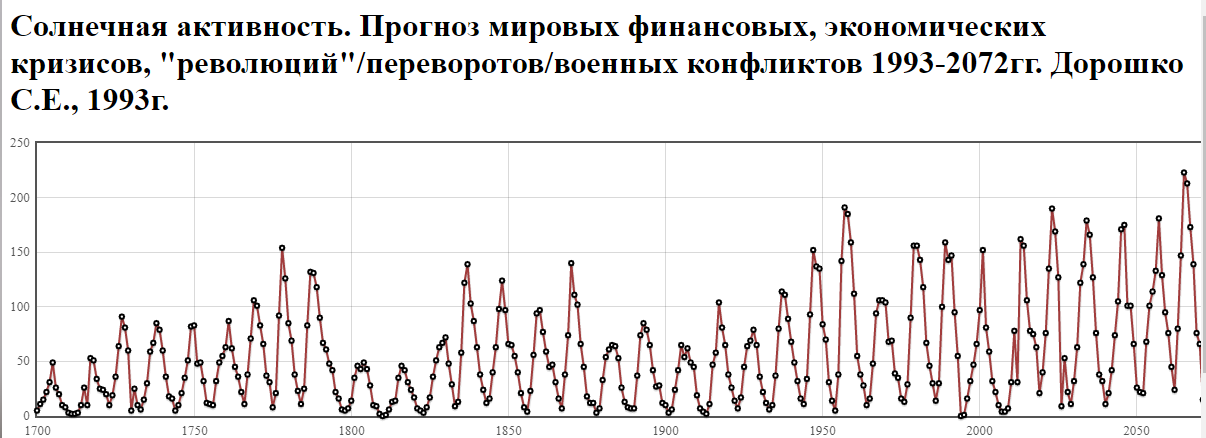 Солнечная активность. Прогноз мировых финансовых, экономических
кризисов, "революций"/переворотов/военных конфликтов 1993-2072гг. Дорошко
С.Е., 1993г.
250
200
150
100
50
0
1700 1750 1800 1850 1900 1950 2000 2050